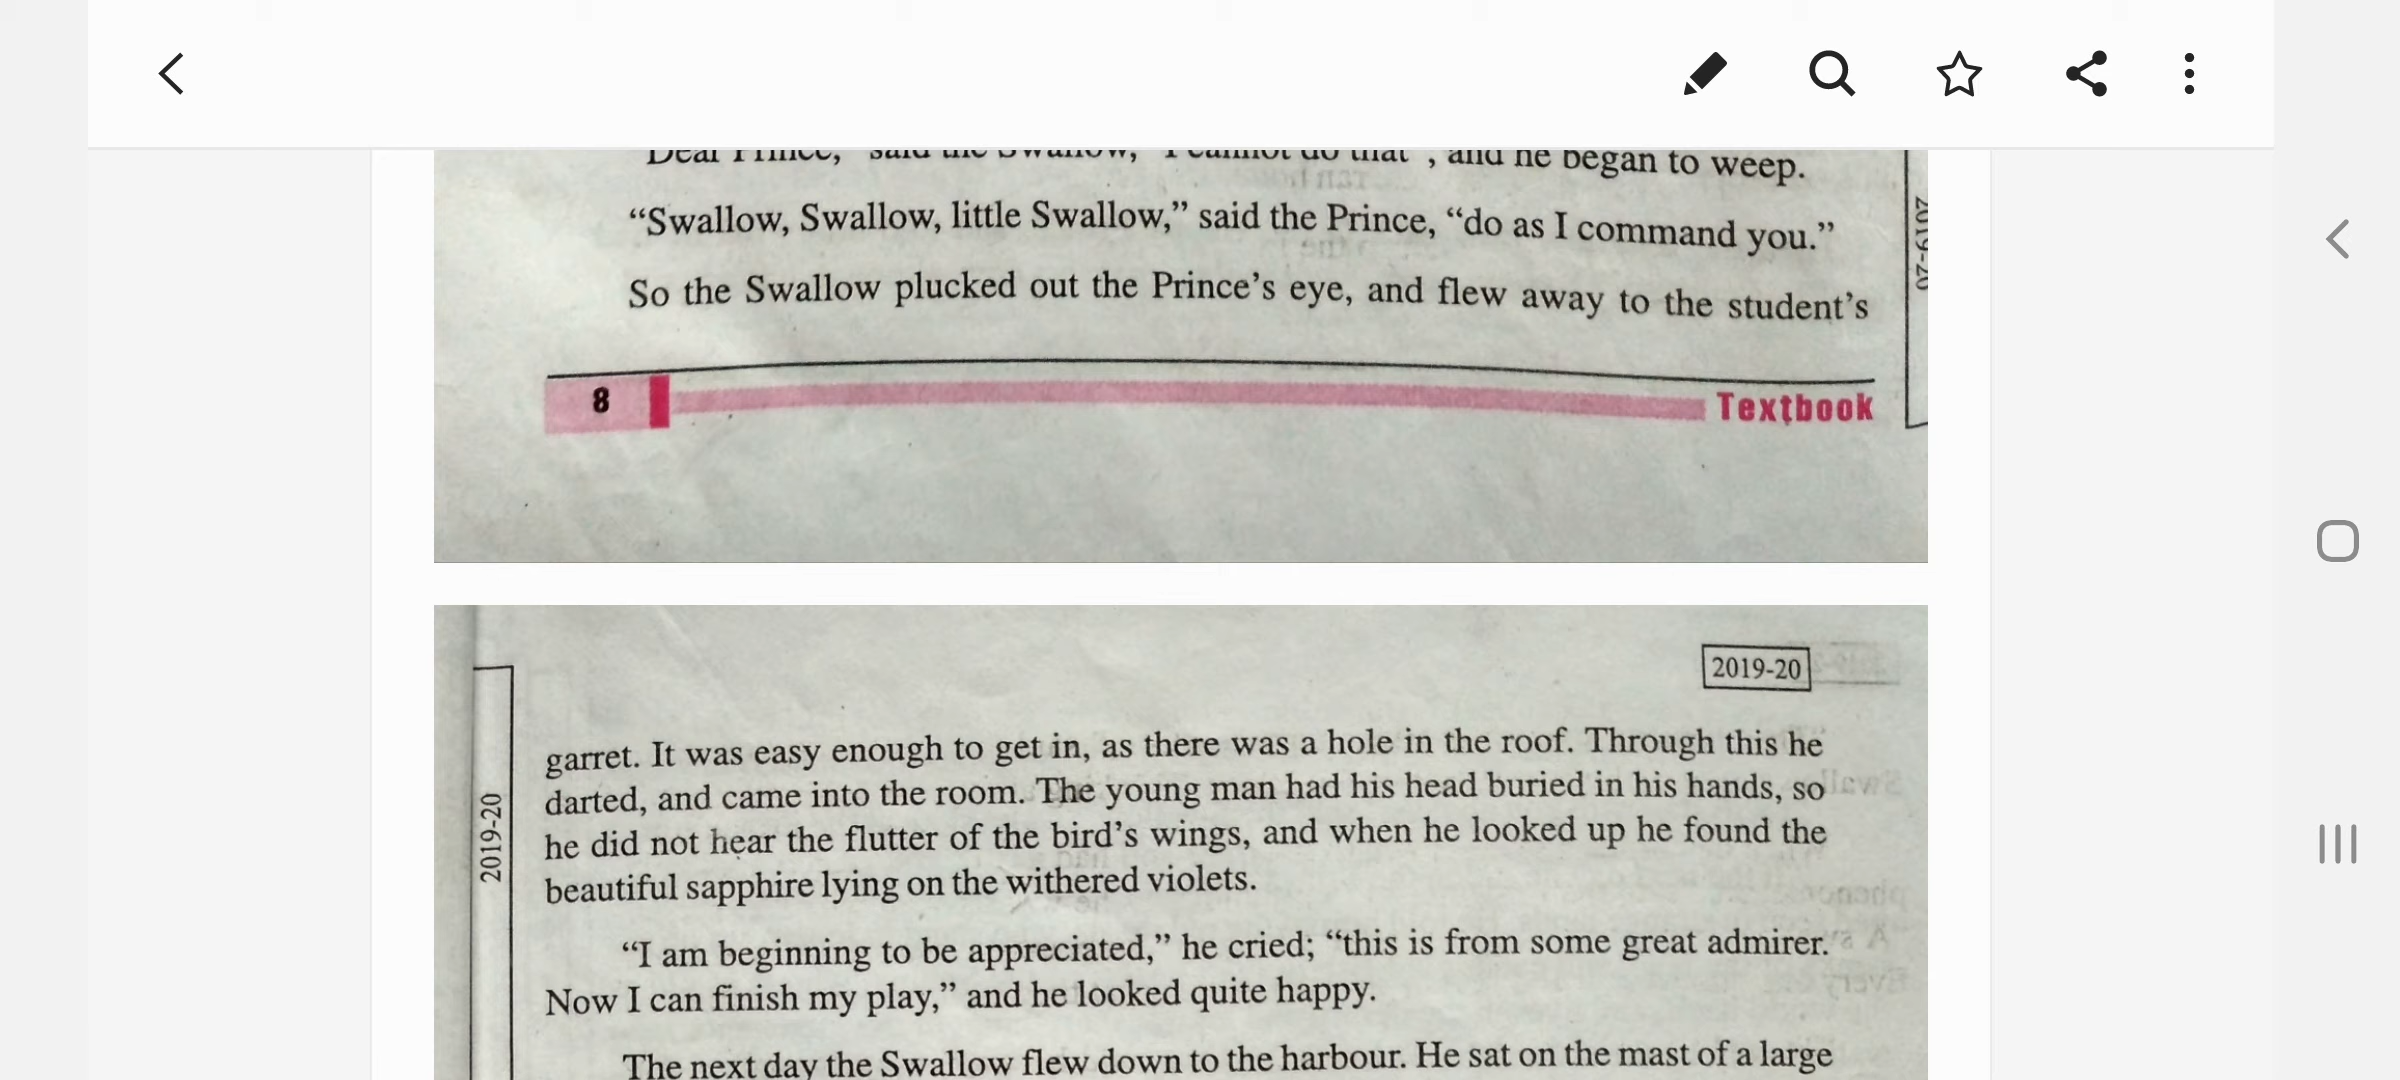 Dear Prince," said the Swallow, "I cannot do that", and he began to weep.
“Swallow, Swallow, little Swallow,” said the Prince, “do as I command you.”
So the Swallow plucked out the Prince’s eye, and flew away to the student’s
2019-20
8
Textbook
2019-20
2019-20
garret. It was easy enough to get in, as there was a hole in the roof. Through this he
darted, and came into the room. The young man had his head buried in his hands, so
he did not hear the flutter of the bird’s wings, and when he looked up he found the
beautiful sapphire lying on the withered violets.
“I am beginning to be appreciated,” he cried; “this is from some great admirer.
Now I can finish my play,” and he looked quite happy.
The next day the Swallow flew down to the harbour. He sat on the mast of a large